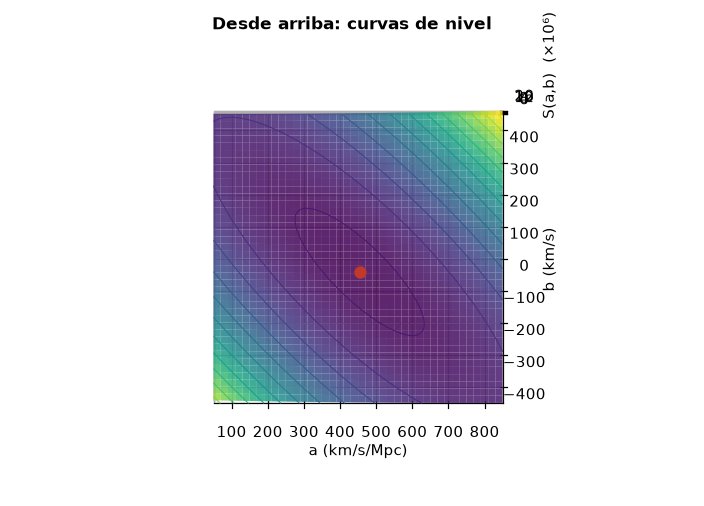 Desde arriba: curvas de nivel
S(a,b) (×10⁶)
400
300
200
100
0
−100
−200
−300
−400
b (km/s)
100 200 300 400 500 600 700 800
a (km/s/Mpc)